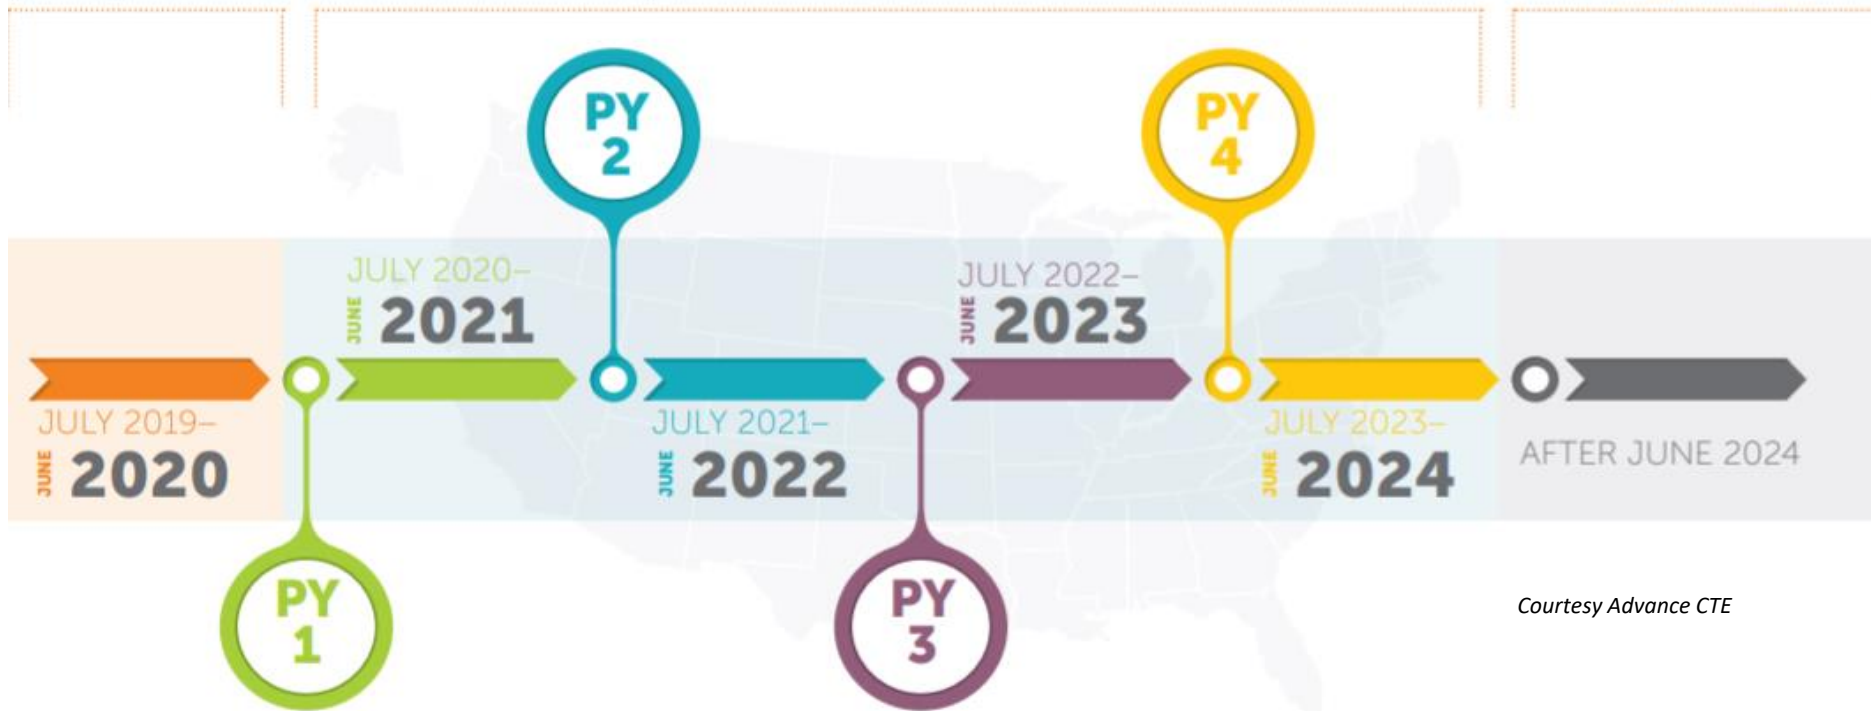 PY
2
PY
4
JULY 2020–
JUNE 2021
JULY 2022–
JUNE 2023
JULY 2019–
JUNE 2020
JULY 2021–
JUNE 2022
JULY 2023–
JUNE 2024
AFTER JUNE 2024
PY
1
PY
3
Courtesy Advance CTE